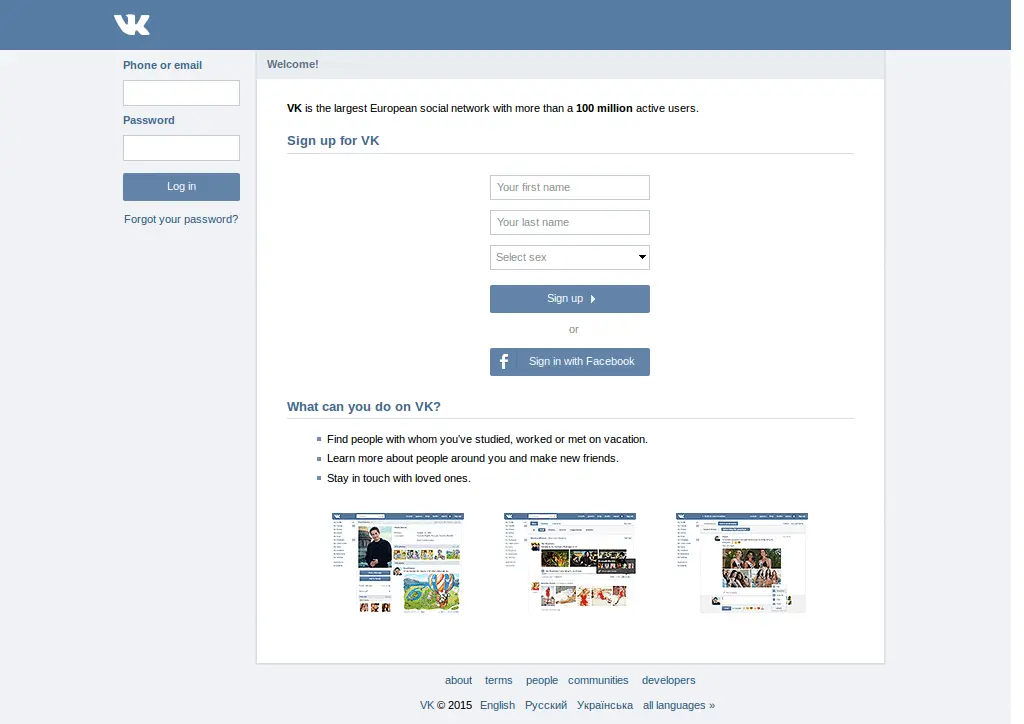 VK
Phone or email
Password
Log in
Forgot your password?
Welcome!
VK is the largest European social network with more than a 100 million active users.
Sign up for VK
Your first name
Your last name
Select sex
Sign up
or
Sign in with Facebook
What can you do on VK?
Find people with whom you've studied, worked or met on vacation.
Learn more about people around you and make new friends.
Stay in touch with loved ones.
about terms people communities developers
VK © 2015 English Русский Українська all languages »